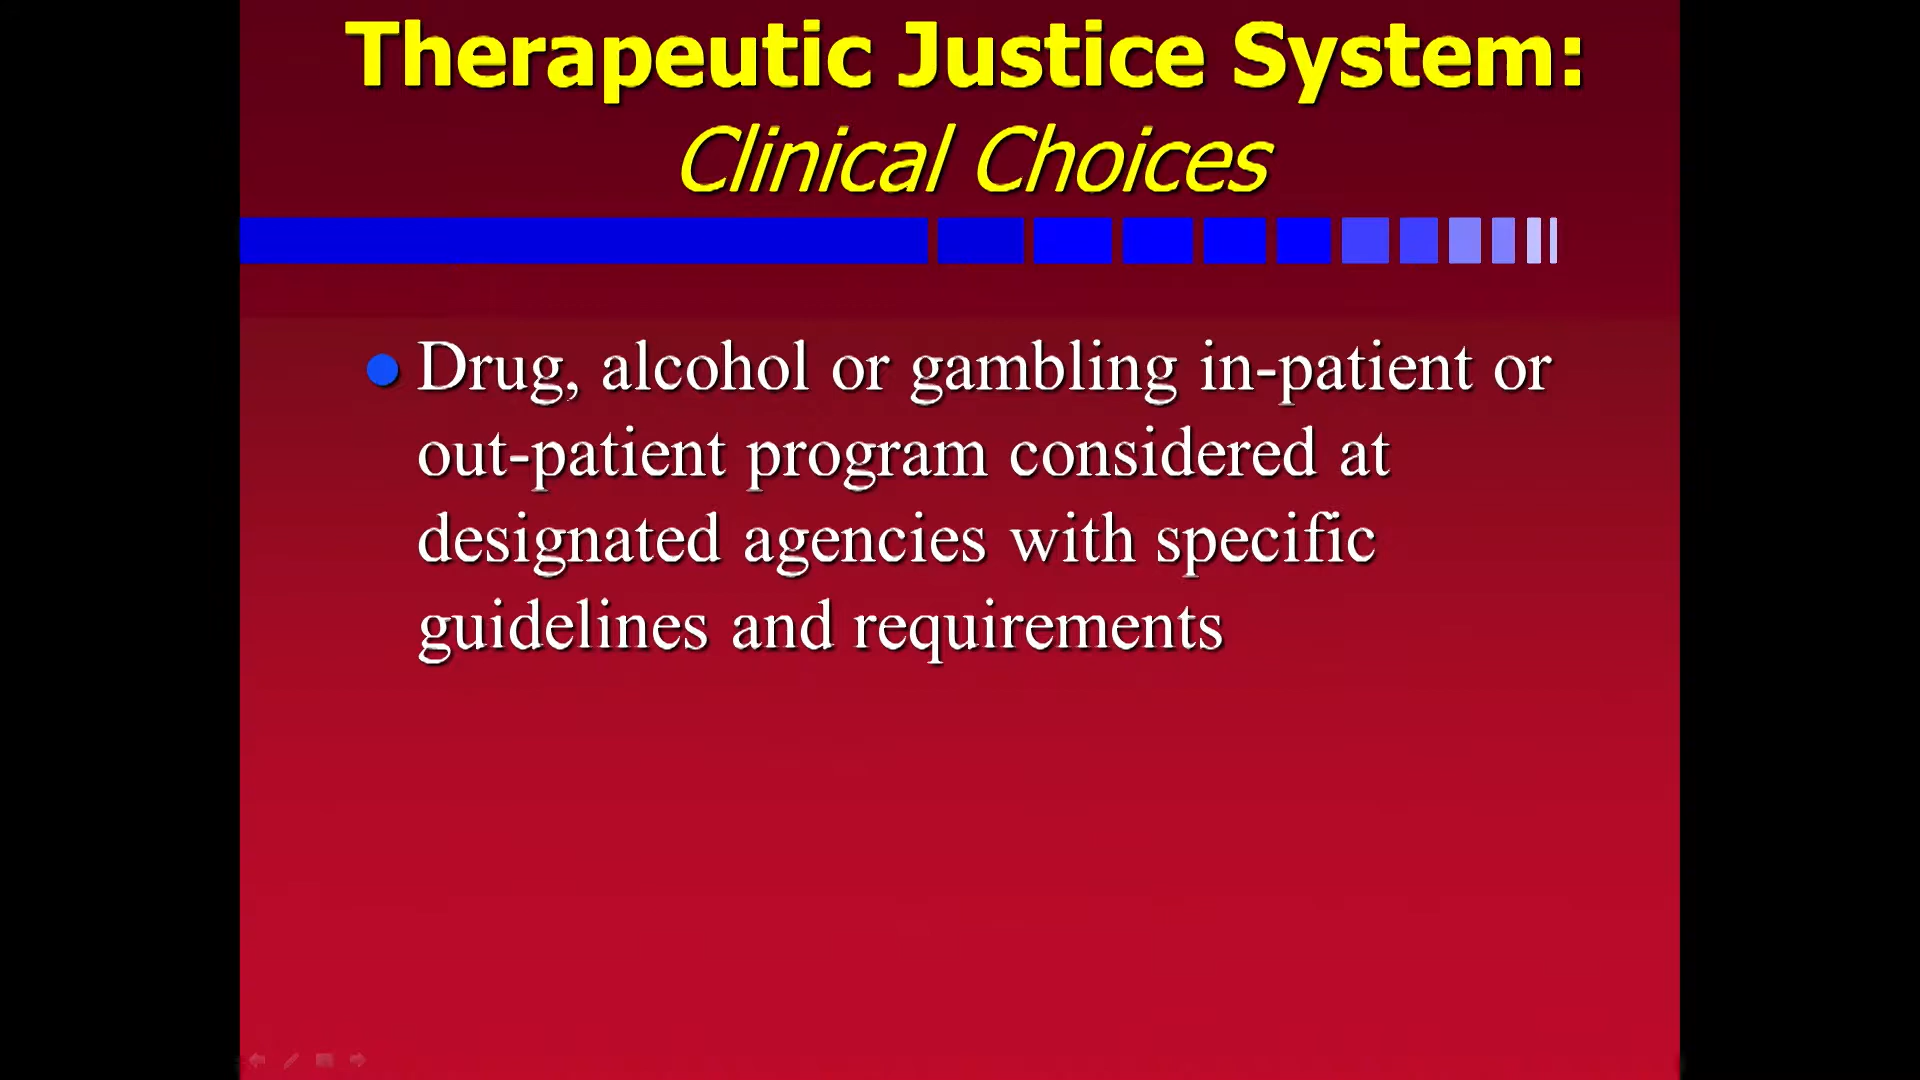 Therapeutic Justice System:
Clinical Choices
Drug, alcohol or gambling in-patient or
out-patient program considered at
designated agencies with specific
guidelines and requirements